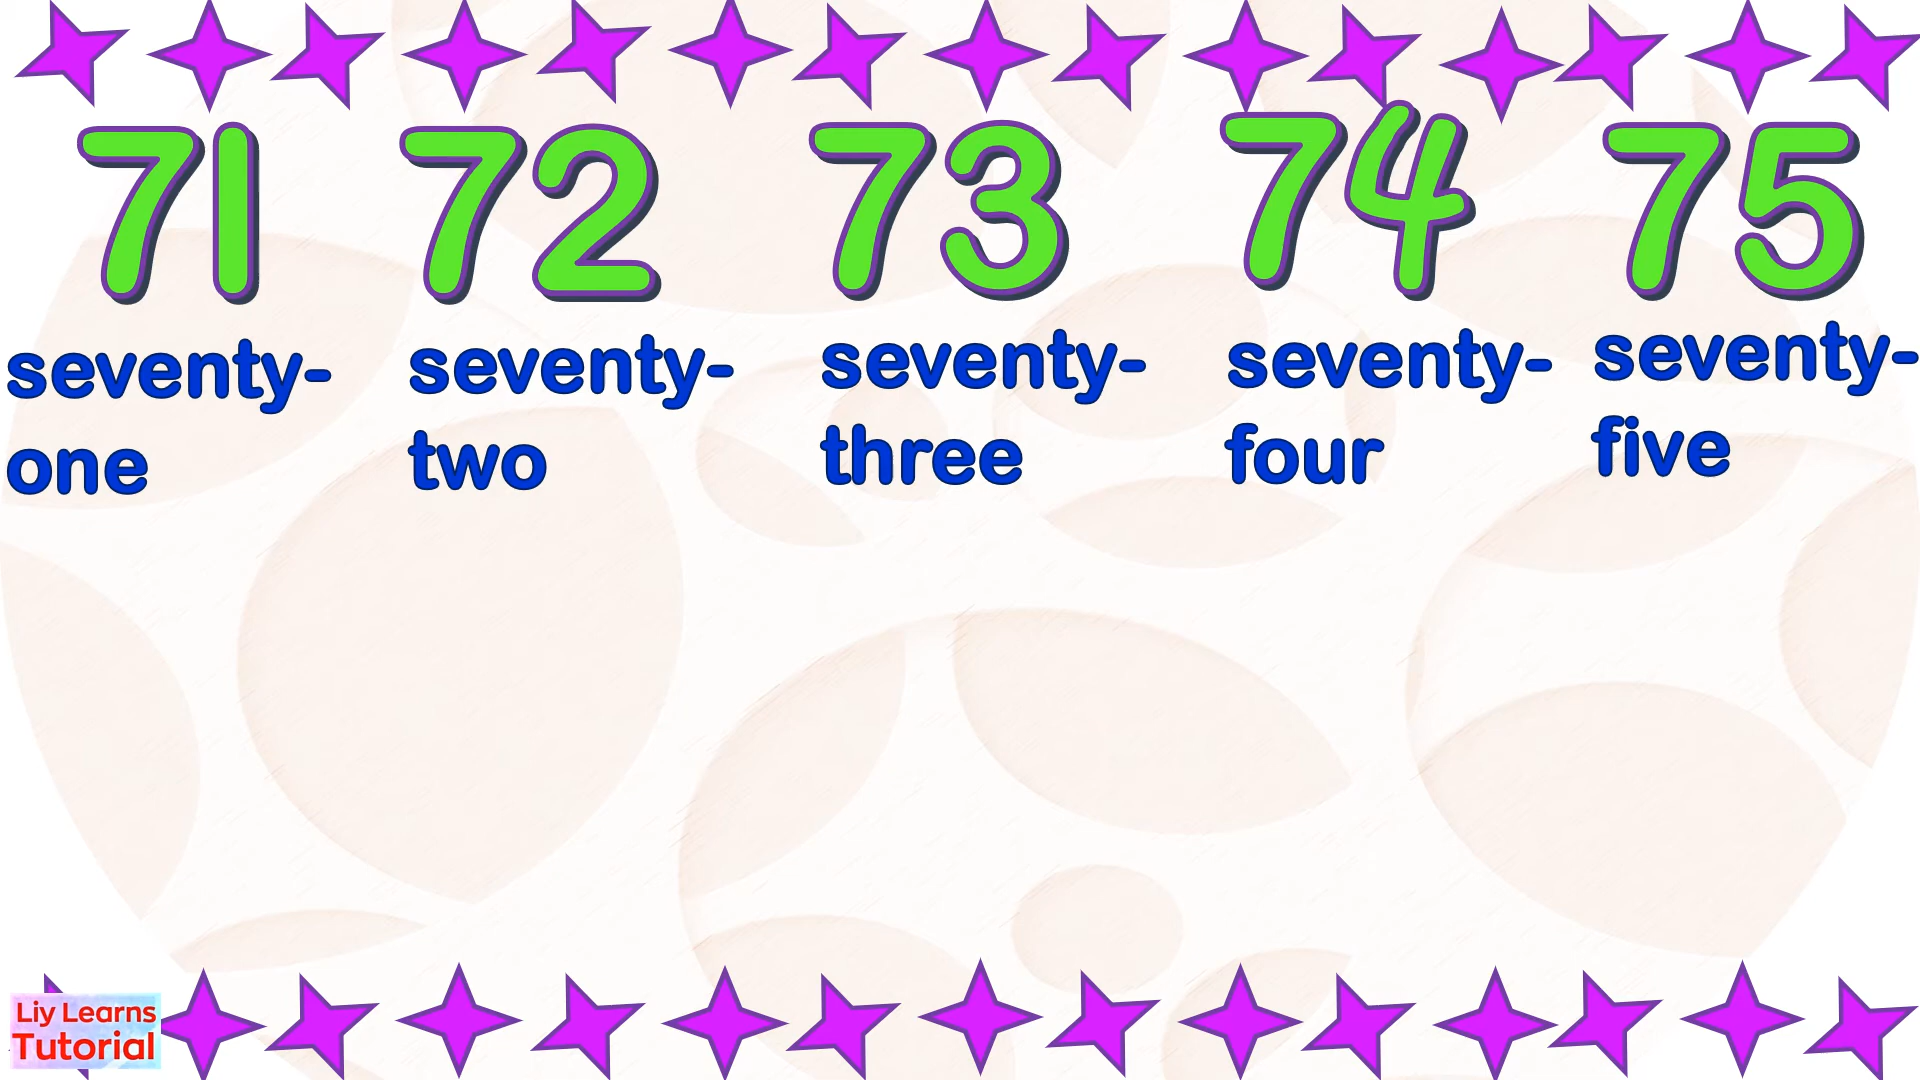 71 72 73 74 75
seventy- seventy- seventy- seventy- seventy-
one two three four five
Liy Learns
Tutorial